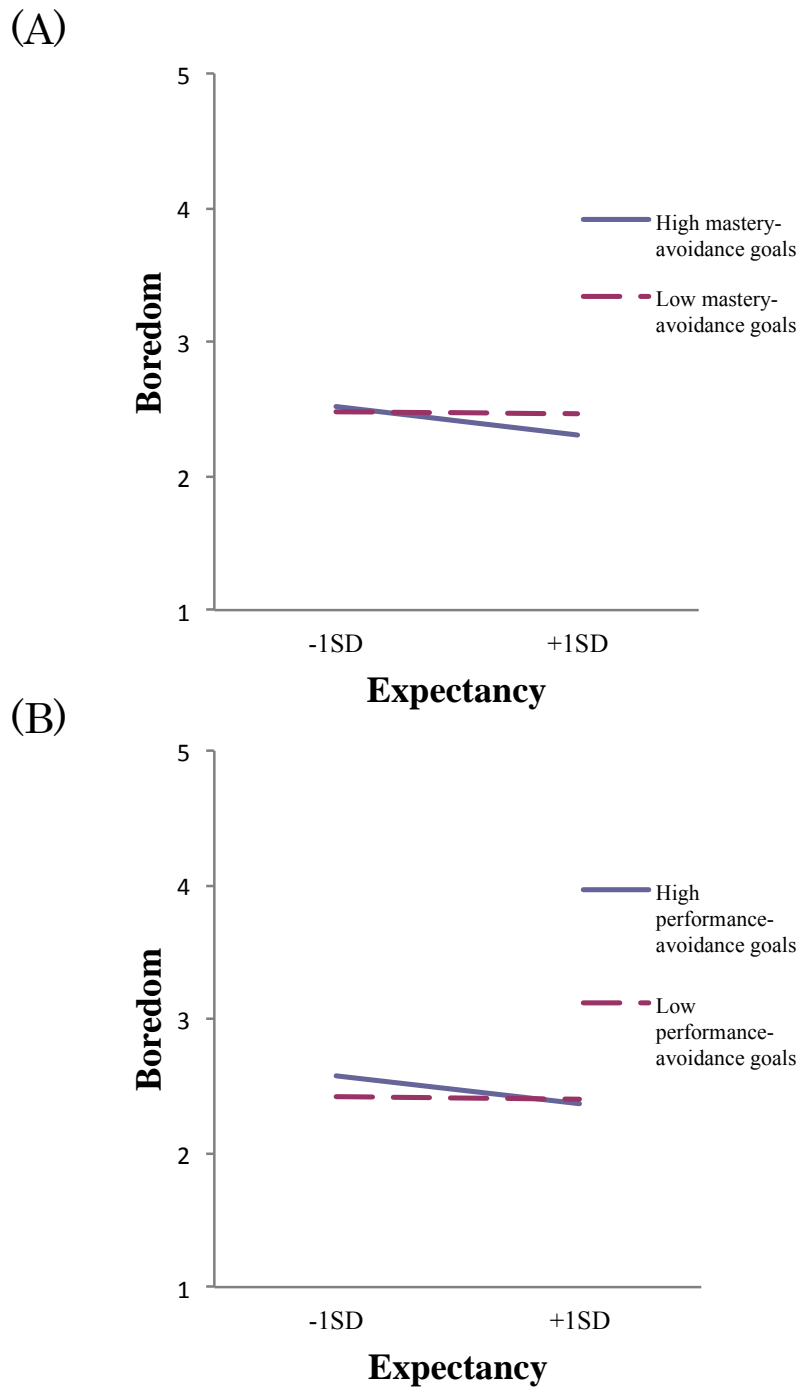 (A)
5
4
3
2
1
Boredom
High mastery-
avoidance goals
Low mastery-
avoidance goals
-1SD
+1SD
Expectancy
(B)
5
4
3
2
1
Boredom
High
performance-
avoidance goals
Low
performance-
avoidance goals
-1SD
+1SD
Expectancy